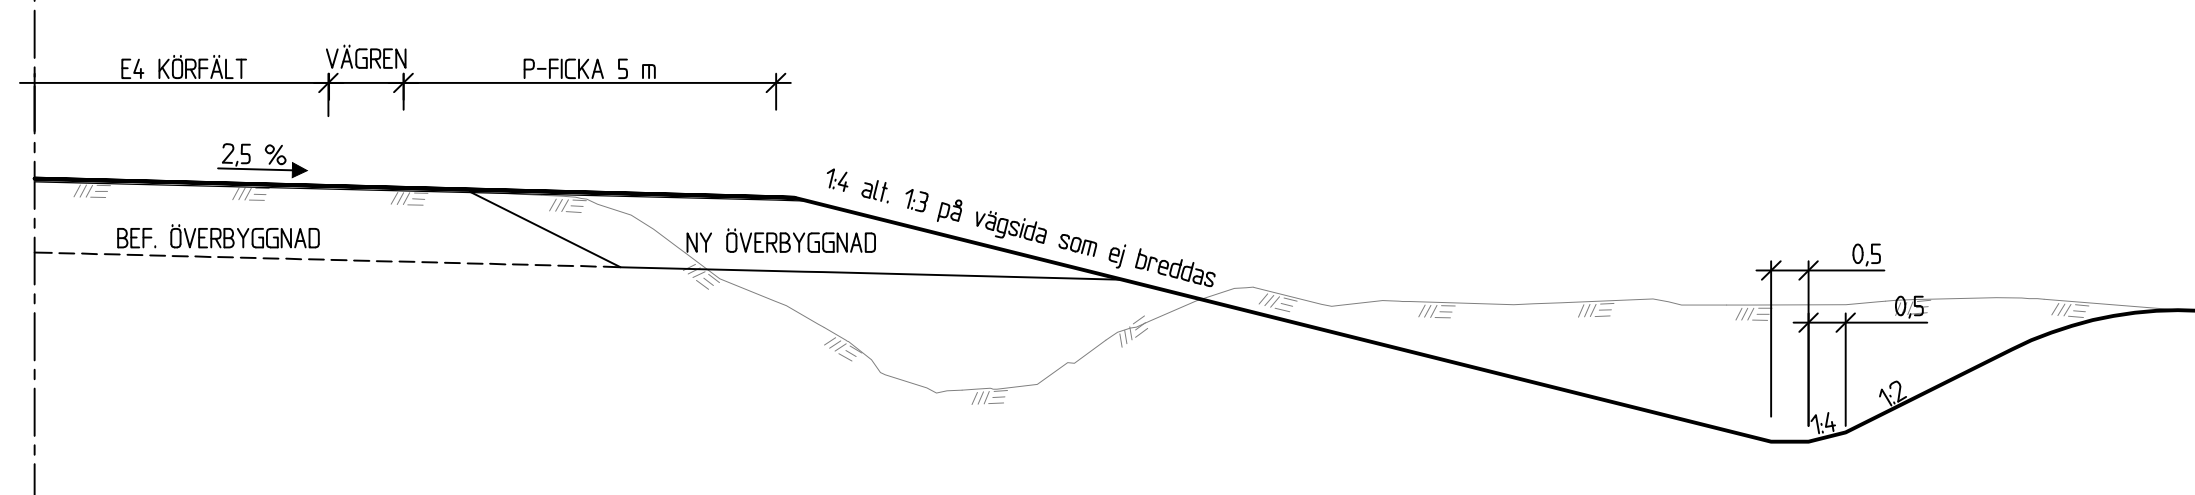 E4 KÖRFÄLT
VÄGREN
P-FICKA 5 m
2,5 %
1:4 alt. 1:3 på vägsida som ej breddas
BEF. ÖVERBYGGNAD
NY ÖVERBYGGNAD
0,5
0,5
1:4
1:2